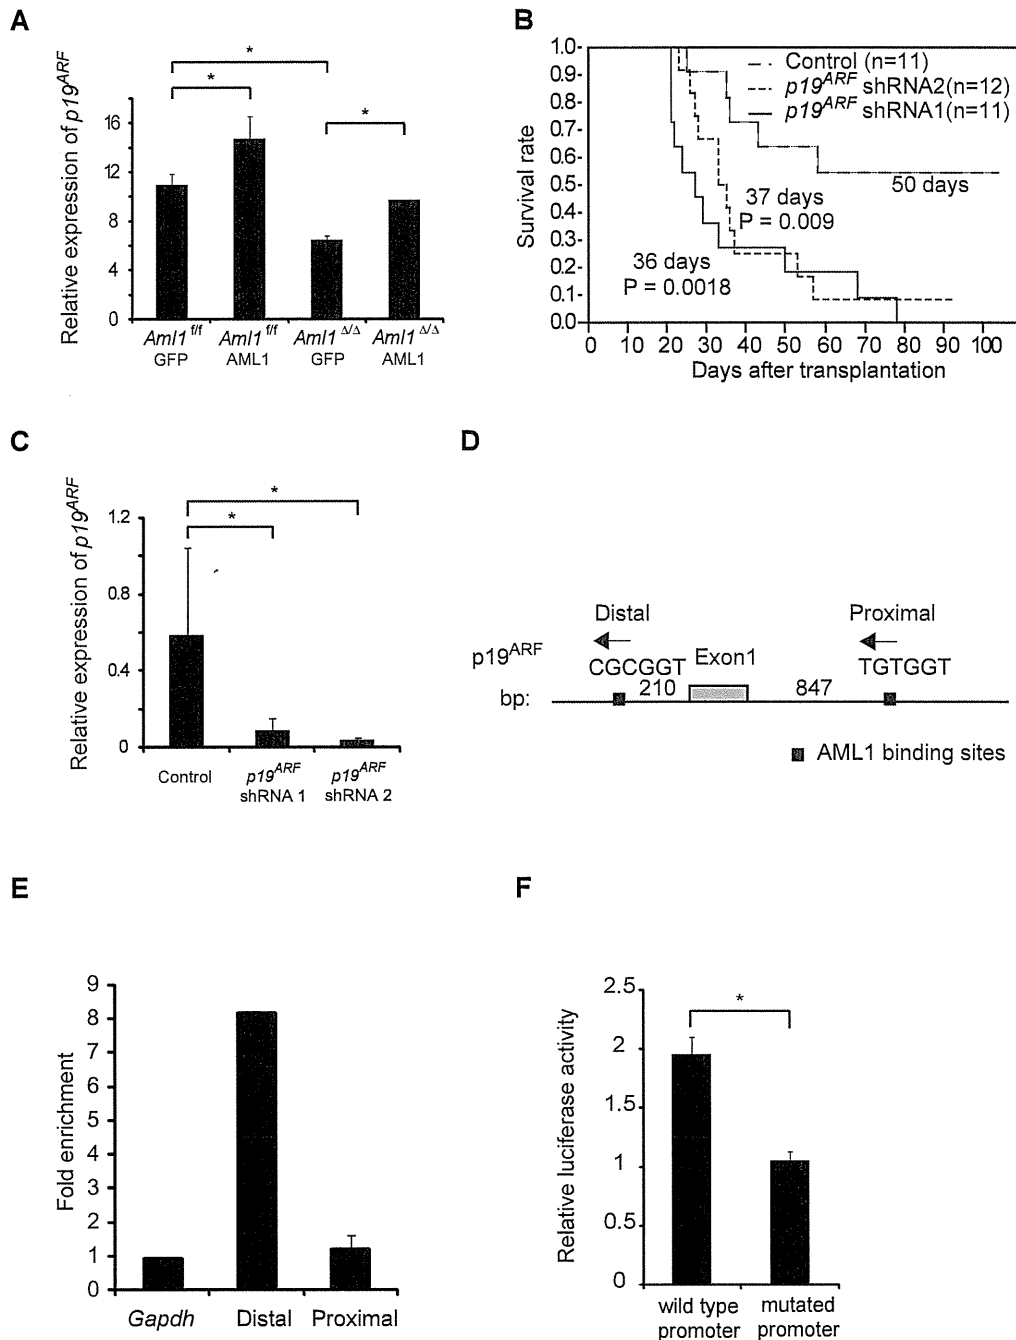 A
Relative expression of p19ARF
16
12
8
4
0
*
*
*
Aml1 f/f
GFP
Aml1 f/f
AML1
Aml1 Δ/Δ
GFP
Aml1 Δ/Δ
AML1
B
Survival rate
1.0
0.9
0.8
0.7
0.6
0.5
0.4
0.3
0.2
0.1
0.0
Control (n=11)
p19ARF shRNA2(n=12)
p19ARF shRNA1(n=11)
50 days
37 days
P = 0.009
36 days
P = 0.0018
0 10 20 30 40 50 60 70 80 90 100
Days after transplantation
C
Relative expression of p19ARF
1.2
0.8
0.4
0
*
*
Control
p19ARF
shRNA 1
p19ARF
shRNA 2
D
Distal
Proximal
p19ARF
CGCGGT
Exon1
TGTGGT
bp:
210
847
AML1 binding sites
E
Fold enrichment
9
8
7
6
5
4
3
2
1
0
Gapdh
Distal
Proximal
F
Relative luciferase activity
2.5
2
1.5
1
0.5
0
*
wild type
promoter
mutated
promoter